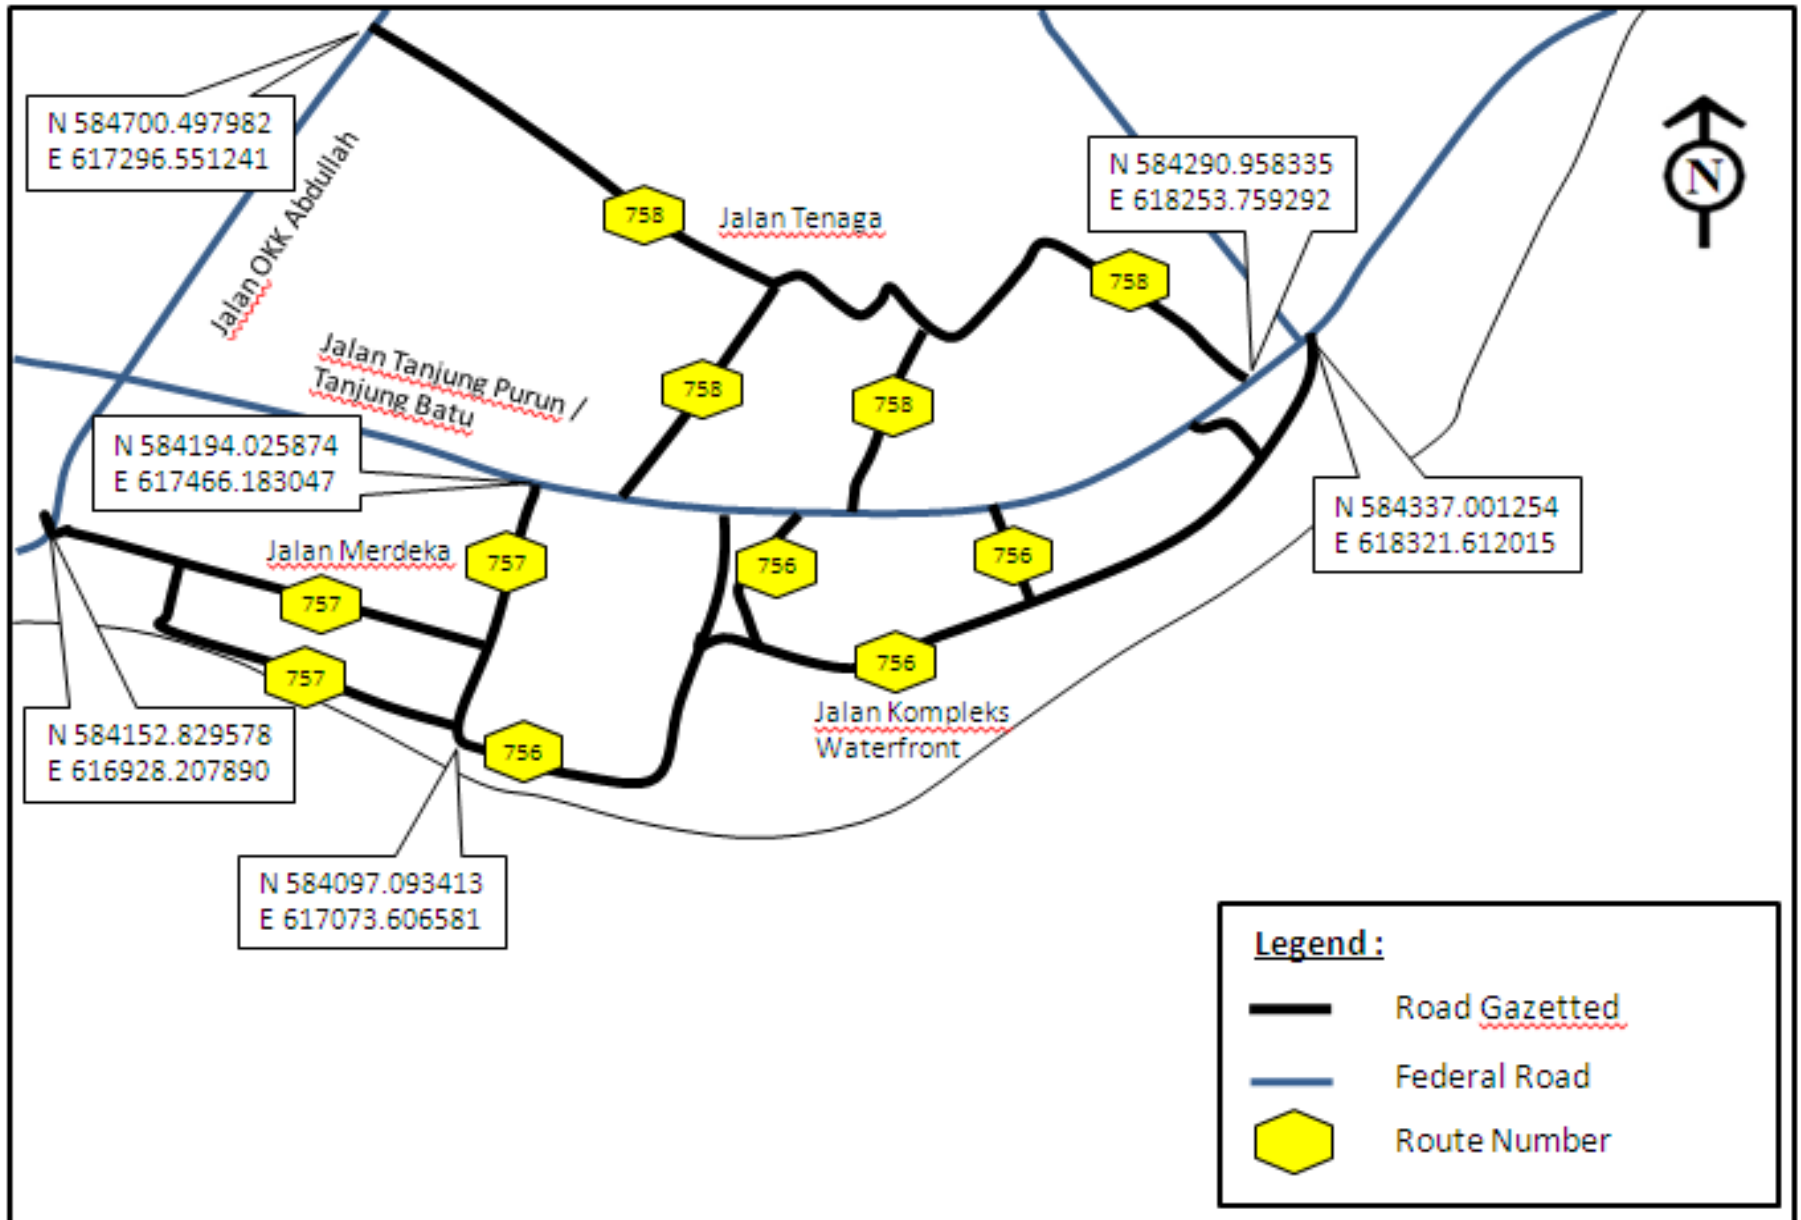 N 584700.497982
E 617296.551241
Jalan OKK Abdullah
758
Jalan Tenaga
N 584290.958335
E 618253.759292
N
758
Jalan Tanjung Purun /
Tanjung Batu
758
758
N 584194.025874
E 617466.183047
N 584337.001254
E 618321.612015
Jalan Merdeka
757
756
756
757
757
756
Jalan Kompleks
Waterfront
N 584152.829578
E 616928.207890
756
N 584097.093413
E 617073.606581
Legend :
Road Gazetted
Federal Road
Route Number